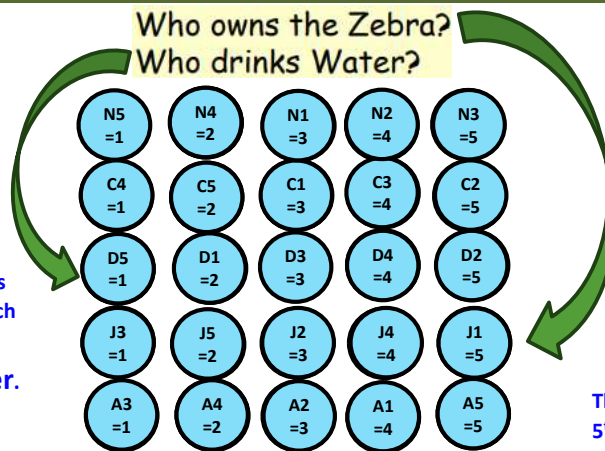 Who owns the Zebra?
Who drinks Water?
N5 =1
N4 =2
N1 =3
N2 =4
N3 =5
C4 =1
C5 =2
C1 =3
C3 =4
C2 =5
D5 =1
D1 =2
D3 =3
D4 =4
D2 =5
J3 =1
J5 =2
J2 =3
J4 =4
J1 =5
A3 =1
A4 =2
A2 =3
A1 =4
A5 =5